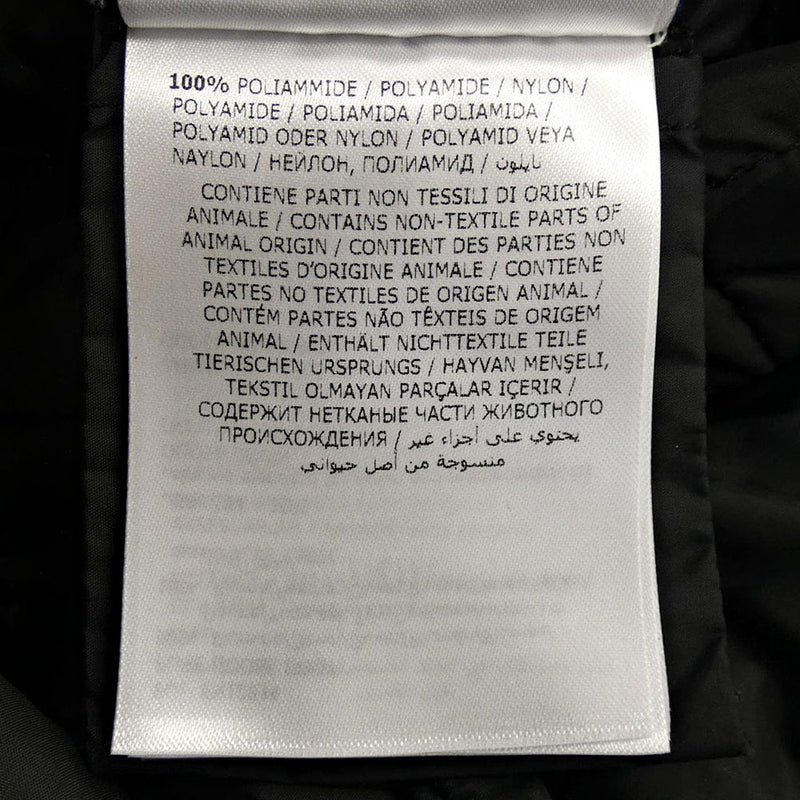 100% POLIAMMIDE / POLYAMIDE / NYLON /
POLYAMIDE / POLIAMIDA / POLIAMIDA /
POLYAMID ODER NYLON / POLYAMID VEYA
NAYLON / НЕЙЛОН, ПОЛИАМИД / نايلون
CONTIENE PARTI NON TESSILI DI ORIGINE
ANIMALE / CONTAINS NON-TEXTILE PARTS OF
ANIMAL ORIGIN / CONTIENT DES PARTIES NON
TEXTILES D'ORIGINE ANIMALE / CONTIENE
PARTES NO TEXTILES DE ORIGEN ANIMAL /
CONTÉM PARTES NÃO TÊXTEIS DE ORIGEM
ANIMAL / ENTHÄLT NICHTTEXTILE TEILE
TIERISCHEN URSPRUNGS / HAYVAN MENŞELİ,
TEKSTIL OLMAYAN PARÇALAR IÇERIR /
СОДЕРЖИТ НЕТКАНЫЕ ЧАСТИ ЖИВОТНОГО
ПРОИСХОЖДЕНИЯ / يحتوي على أجزاء غير
منسوجة من أصل حيواني